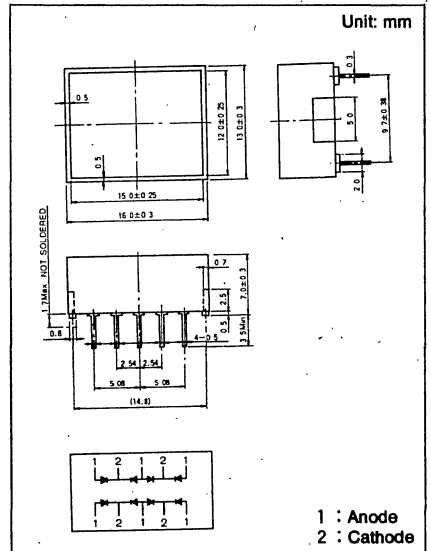 Unit: mm
0.5
0.5
12.0±0.25
13.0±0.3
15.0±0.25
16.0±0.3
0.3
5.0
9.7±0.38
2.0
1.7Max NOT SOLDERED
0.7
2.5
7.0±0.3
0.5
3.5Min
0.8
4-0.5
2.54 2.54
5.08 5.08
(14.8)
1 2 1 2 1
1 2 1 2 1
1 : Anode
2 : Cathode